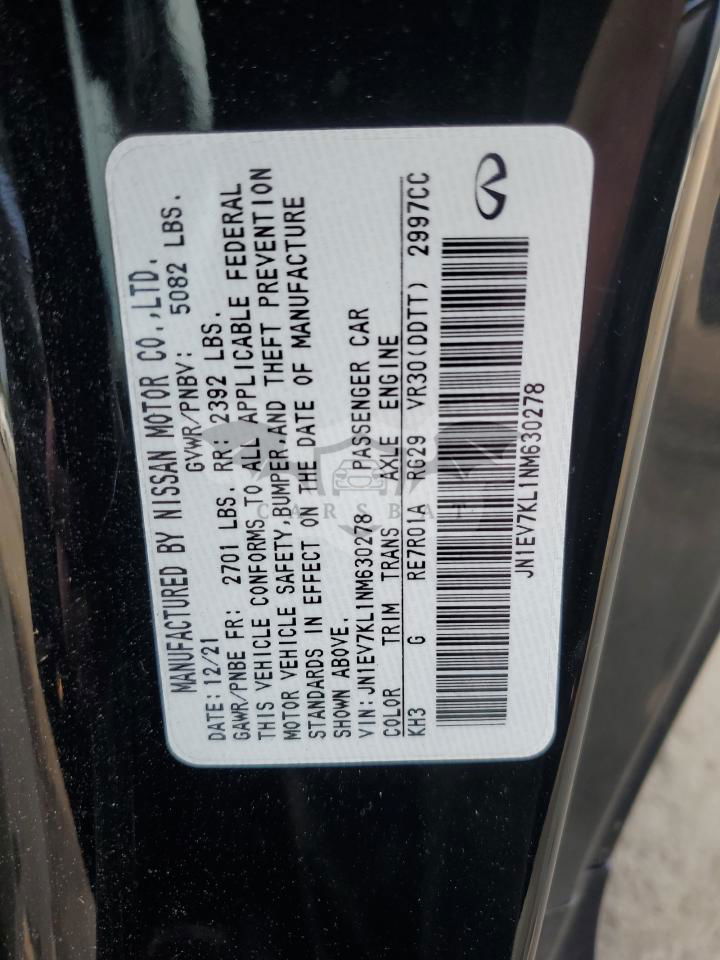 MANUFACTURED BY NISSAN MOTOR CO.,LTD.
DATE: 12/21 GVWR/PNBV: 5082 LBS.
GAWR/PNBE FR: 2701 LBS. RR: 2392 LBS.
THIS VEHICLE CONFORMS TO ALL APPLICABLE FEDERAL
MOTOR VEHICLE SAFETY,BUMPER,AND THEFT PREVENTION
STANDARDS IN EFFECT ON THE DATE OF MANUFACTURE
SHOWN ABOVE.
VIN: JN1EV7KL1NM630278 PASSENGER CAR
COLOR TRIM TRANS AXLE ENGINE
KH3 G RE7R01A RG29 VR30(DDTT) 2997CC
JN1EV7KL1NM630278
CARSBAT